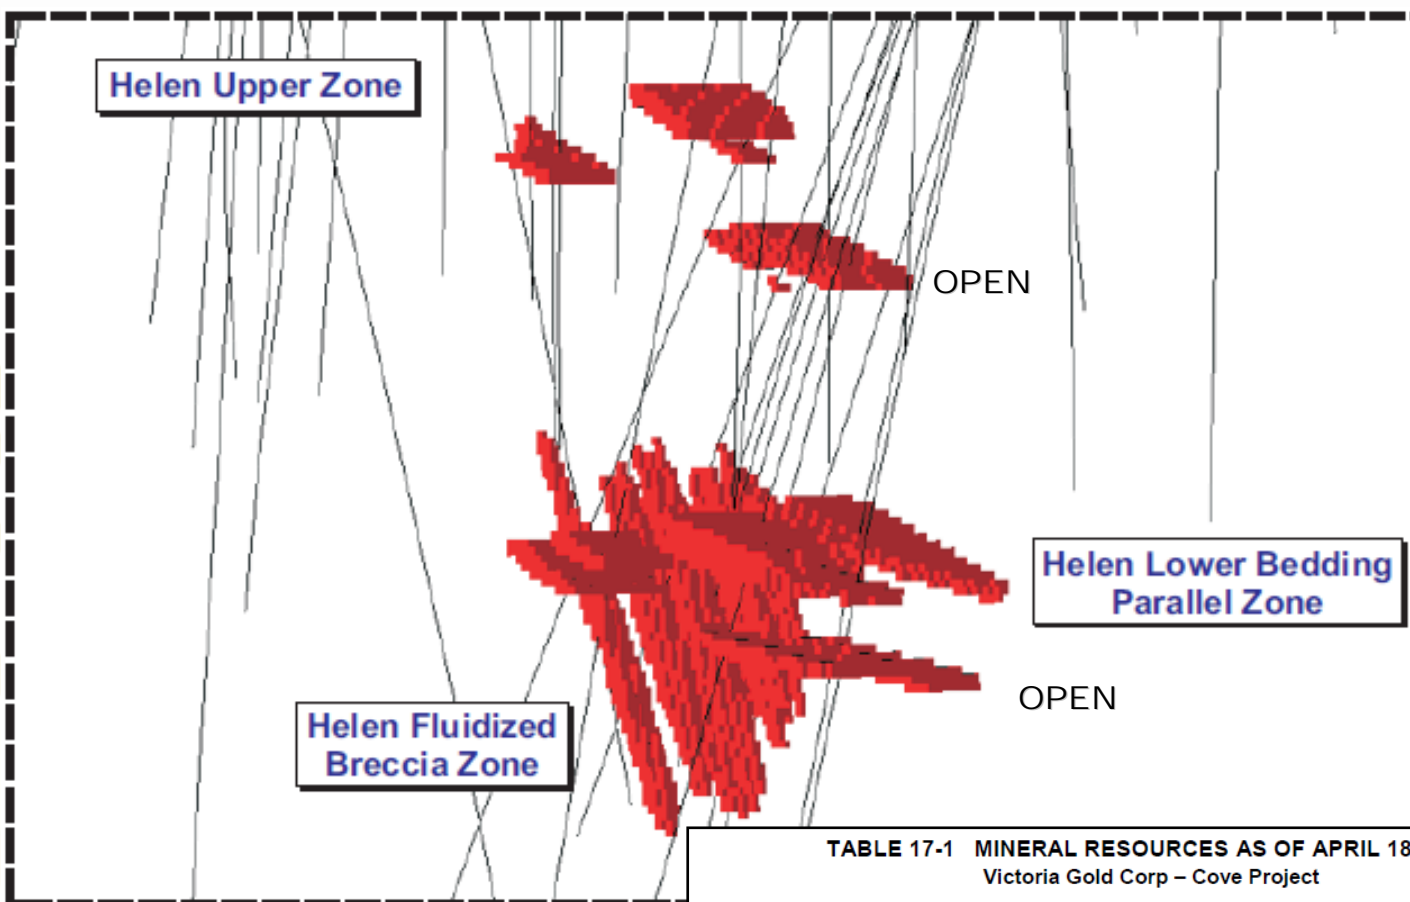 Helen Upper Zone
OPEN
Helen Lower Bedding
Parallel Zone
OPEN
Helen Fluidized
Breccia Zone
TABLE 17-1 MINERAL RESOURCES AS OF APRIL 18
Victoria Gold Corp – Cove Project